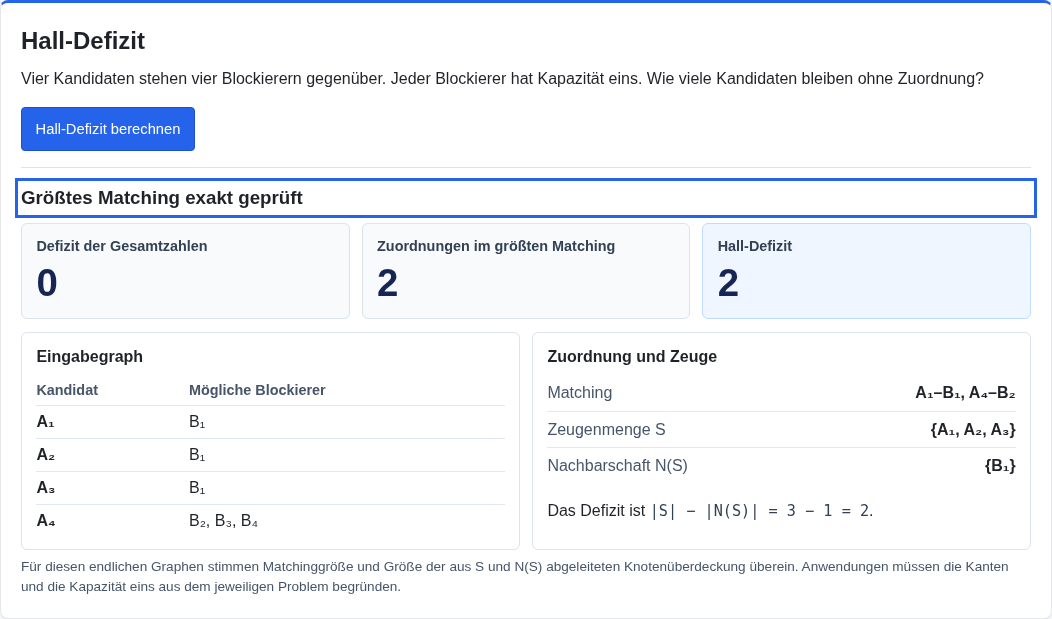 Hall-Defizit
Vier Kandidaten stehen vier Blockierern gegenüber. Jeder Blockierer hat Kapazität eins. Wie viele Kandidaten bleiben ohne Zuordnung?
Hall-Defizit berechnen
Größtes Matching exakt geprüft
Defizit der Gesamtzahlen
0
Zuordnungen im größten Matching
2
Hall-Defizit
2
Eingabegraph
Kandidat Mögliche Blockierer
A₁ B₁
A₂ B₁
A₃ B₁
A₄ B₂, B₃, B₄
Zuordnung und Zeuge
Matching A₁–B₁, A₄–B₂
Zeugenmenge S {A₁, A₂, A₃}
Nachbarschaft N(S) {B₁}
Das Defizit ist |S| − |N(S)| = 3 − 1 = 2.
Für diesen endlichen Graphen stimmen Matchinggröße und Größe der aus S und N(S) abgeleiteten Knotenüberdeckung überein. Anwendungen müssen die Kanten
und die Kapazität eins aus dem jeweiligen Problem begründen.